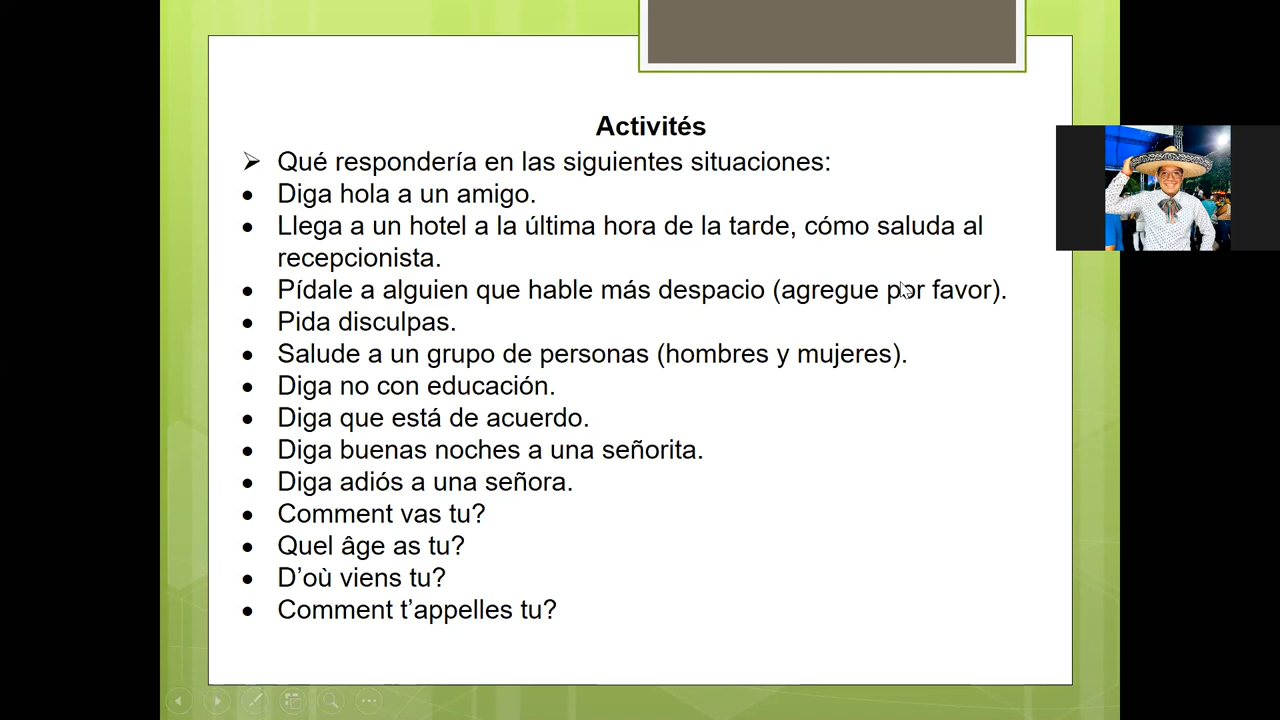 Activités
➢ Qué respondería en las siguientes situaciones:
• Diga hola a un amigo.
• Llega a un hotel a la última hora de la tarde, cómo saluda al
recepcionista.
• Pídale a alguien que hable más despacio (agregue por favor).
• Pida disculpas.
• Salude a un grupo de personas (hombres y mujeres).
• Diga no con educación.
• Diga que está de acuerdo.
• Diga buenas noches a una señorita.
• Diga adiós a una señora.
• Comment vas tu?
• Quel âge as tu?
• D’où viens tu?
• Comment t’appelles tu?